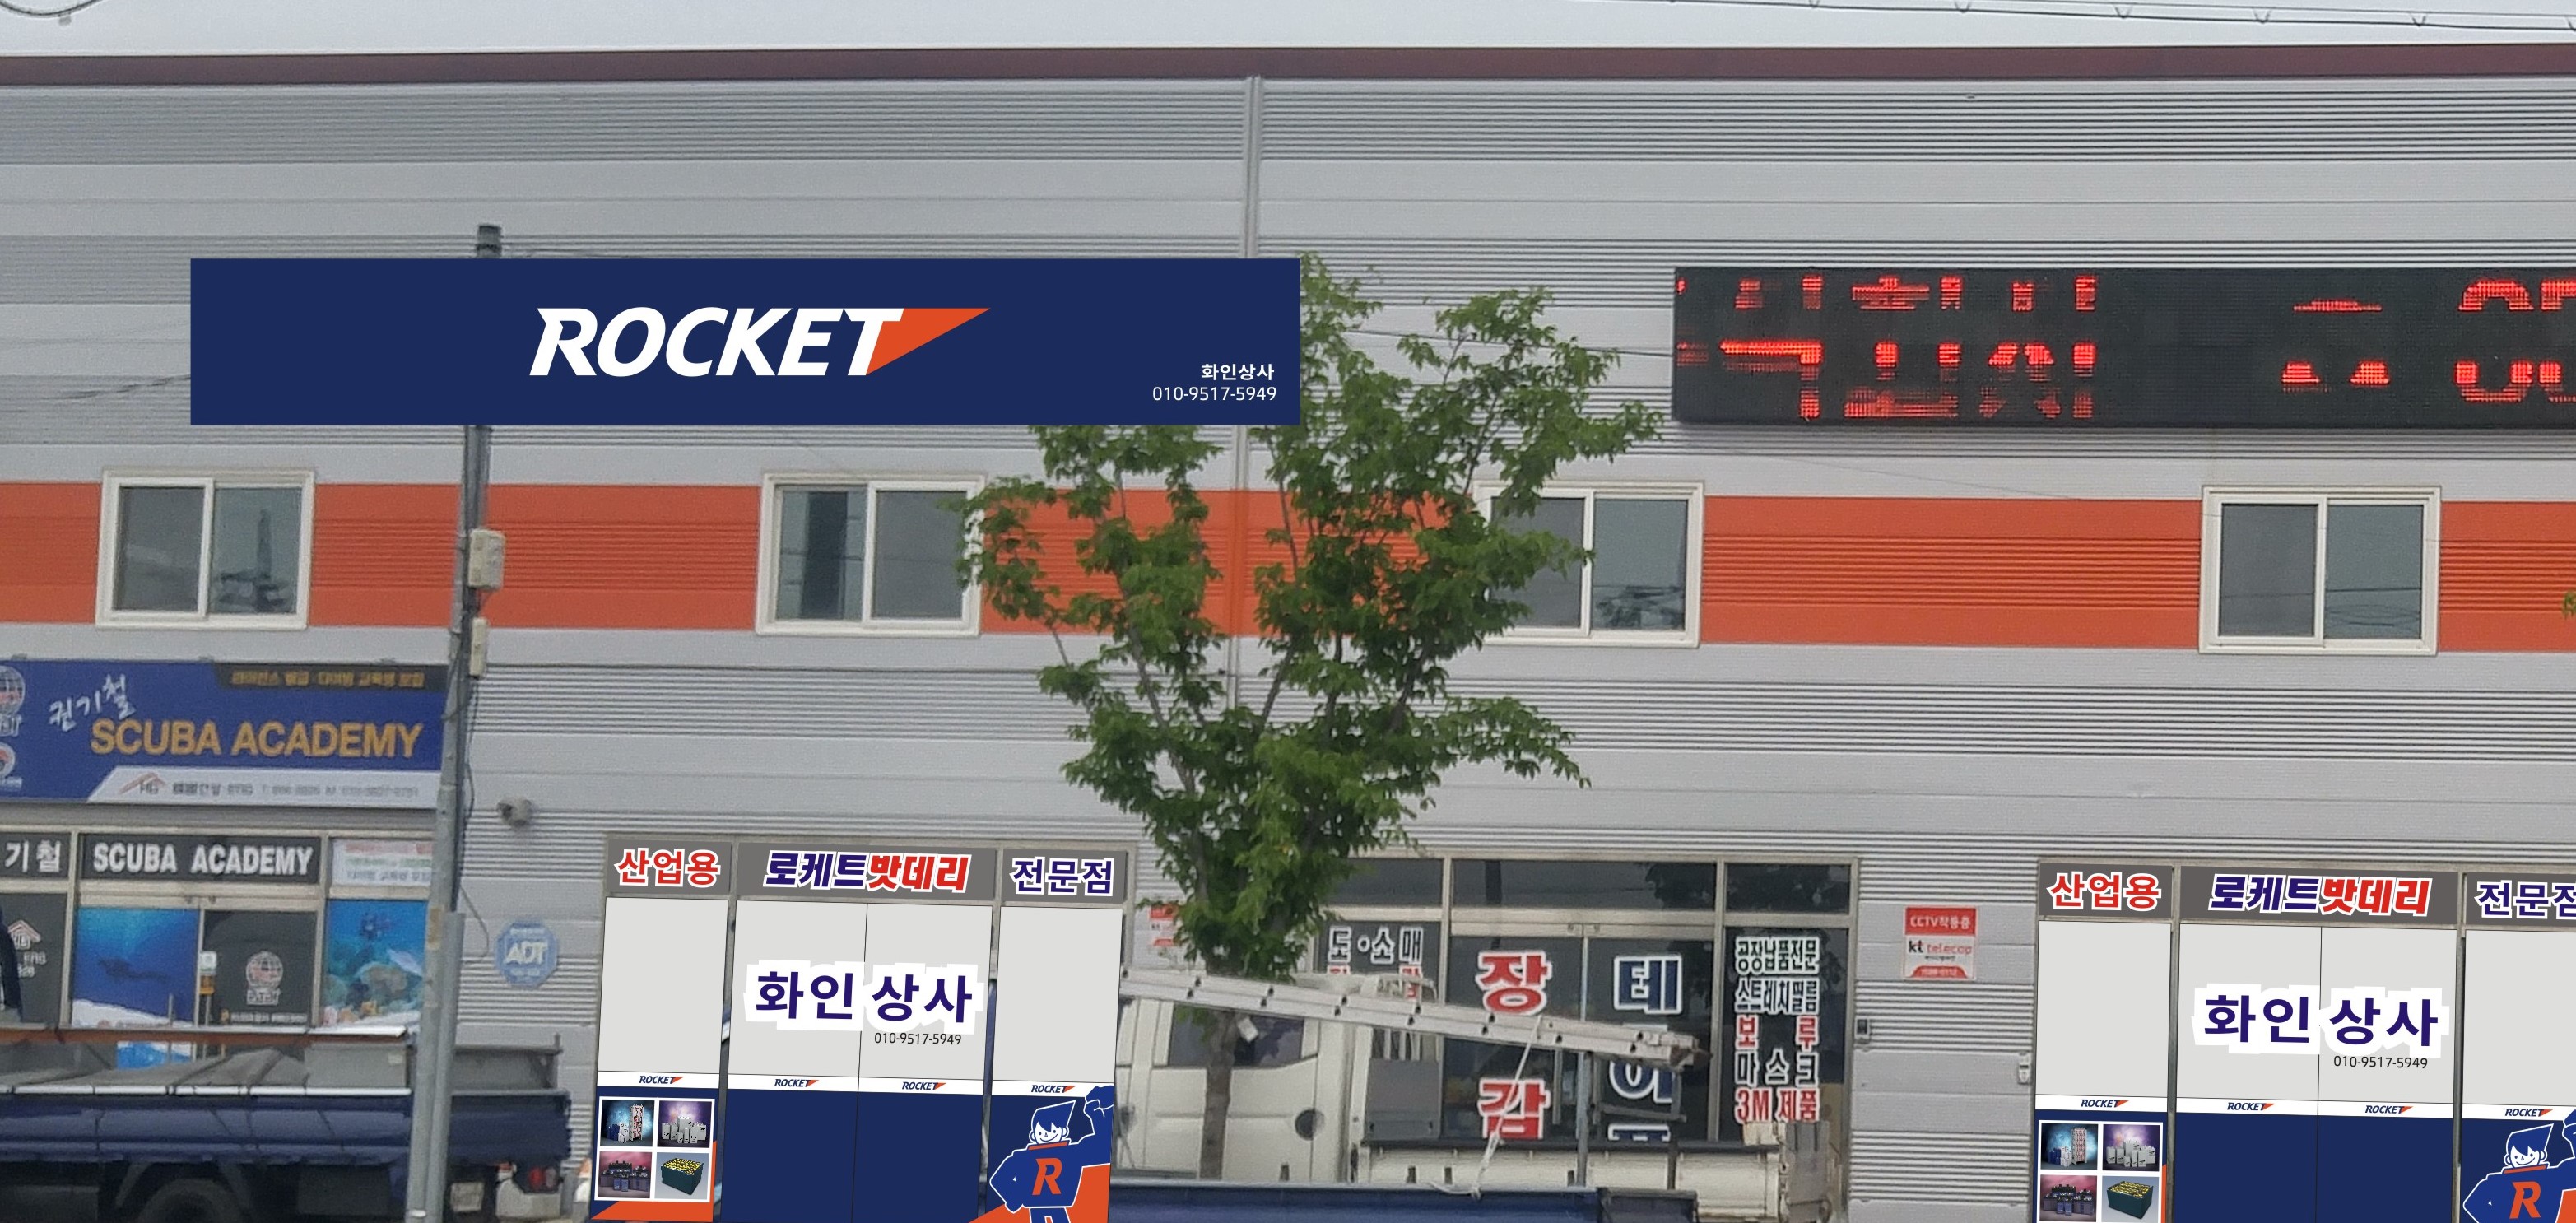 ROCKET
화인상사
010-9517-5949
권기철
SCUBA ACADEMY
기철
SCUBA ACADEMY
ADT
산업용
로케트밧데리
전문점
화인상사
010-9517-5949
ROCKET
ROCKET
ROCKET
ROCKET
R
도·소매
장갑
테이
공장납품전문
스트레치필름
보루
마스크
3M 제품
CCTV작동중
kt telecop
산업용
로케트밧데리
전문점
화인상사
010-9517-5949
ROCKET
ROCKET
ROCKET
ROCKET
R